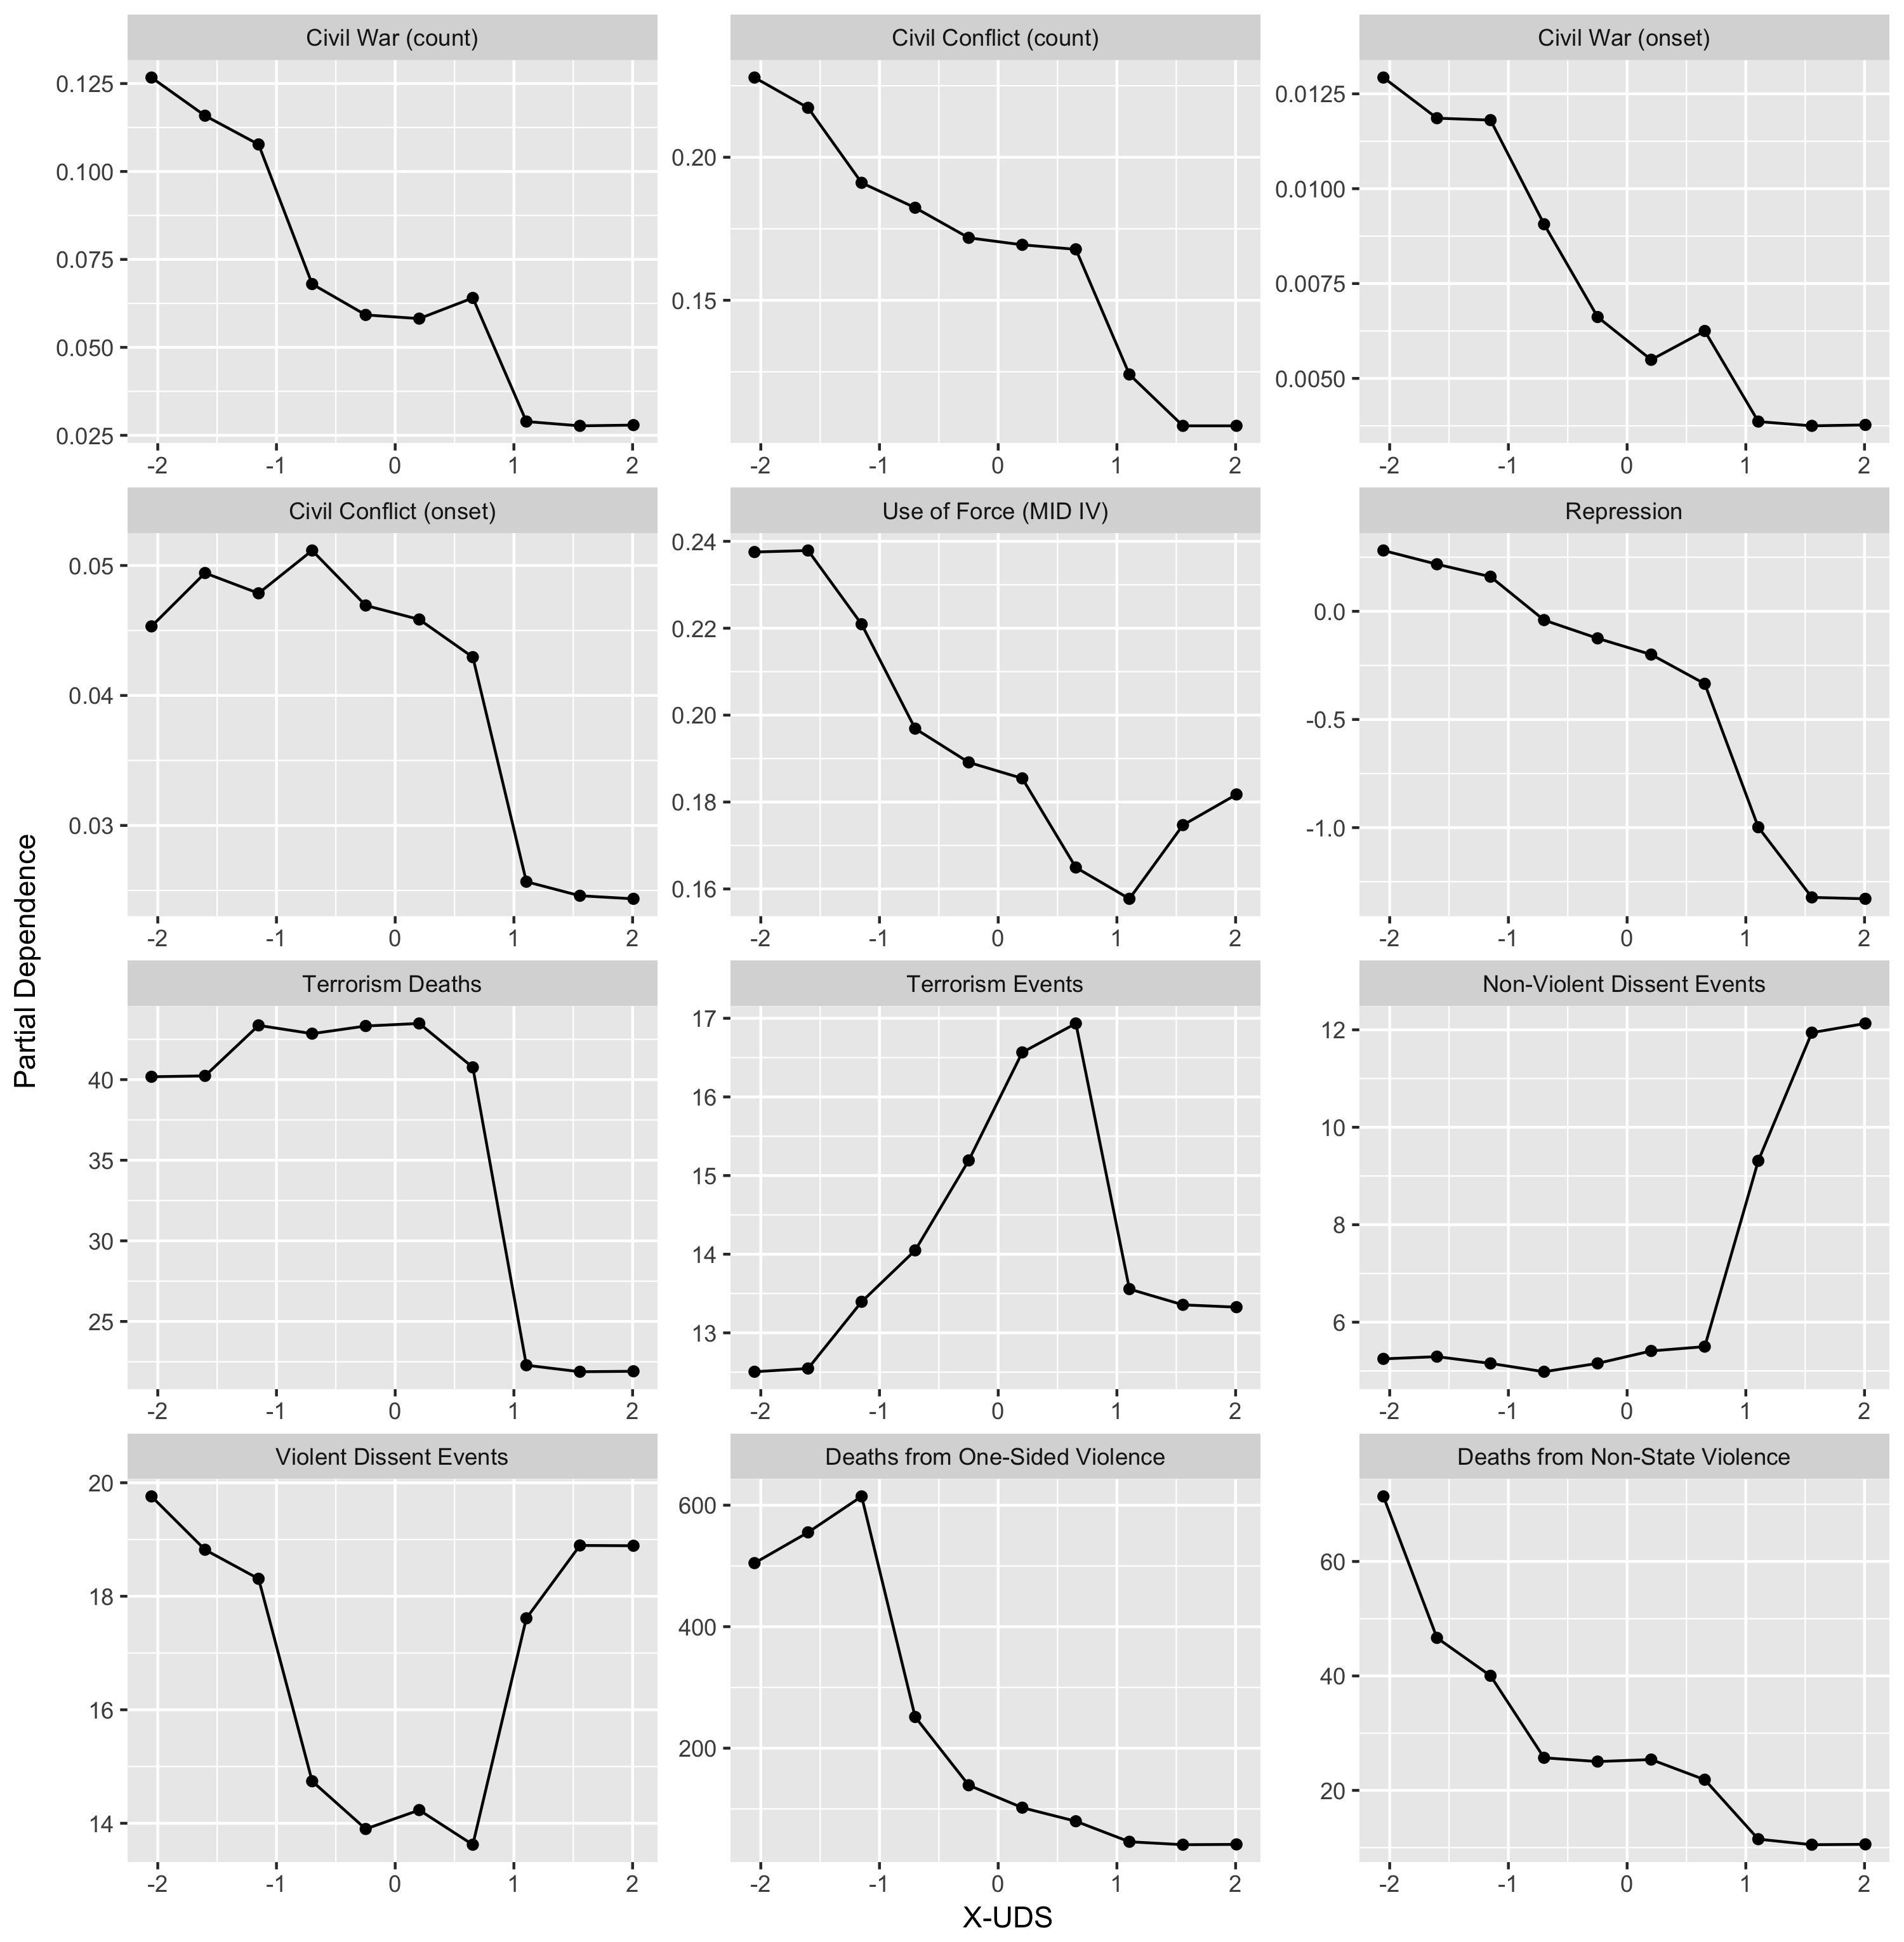 Civil War (count)
Civil Conflict (count)
Civil War (onset)
0.125
0.100
0.075
0.050
0.025
0.20
0.15
0.0125
0.0100
0.0075
0.0050
-2 -1 0 1 2
-2 -1 0 1 2
-2 -1 0 1 2
Civil Conflict (onset)
Use of Force (MID IV)
Repression
0.05
0.04
0.03
0.24
0.22
0.20
0.18
0.16
0.0
-0.5
-1.0
-2 -1 0 1 2
-2 -1 0 1 2
-2 -1 0 1 2
Partial Dependence
Terrorism Deaths
Terrorism Events
Non-Violent Dissent Events
40
35
30
25
17
16
15
14
13
12
10
8
6
-2 -1 0 1 2
-2 -1 0 1 2
-2 -1 0 1 2
Violent Dissent Events
Deaths from One-Sided Violence
Deaths from Non-State Violence
20
18
16
14
600
400
200
60
40
20
-2 -1 0 1 2
-2 -1 0 1 2
-2 -1 0 1 2
X-UDS